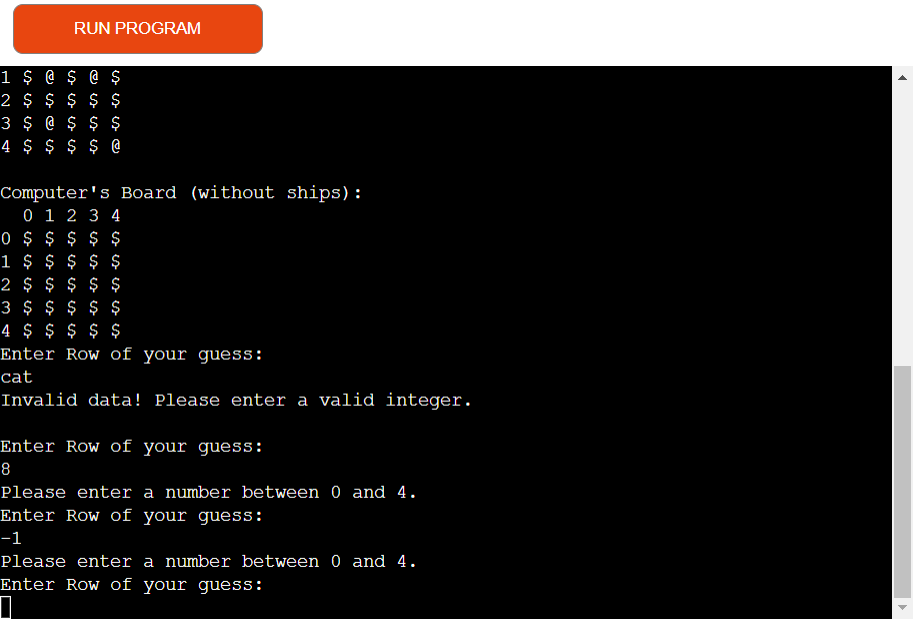 RUN PROGRAM
1 $ @ $ @ $
2 $ $ $ $ $
3 $ @ $ $ $
4 $ $ $ $ @
Computer's Board (without ships):
  0 1 2 3 4
0 $ $ $ $ $
1 $ $ $ $ $
2 $ $ $ $ $
3 $ $ $ $ $
4 $ $ $ $ $
Enter Row of your guess:
cat
Invalid data! Please enter a valid integer.
Enter Row of your guess:
8
Please enter a number between 0 and 4.
Enter Row of your guess:
-1
Please enter a number between 0 and 4.
Enter Row of your guess: